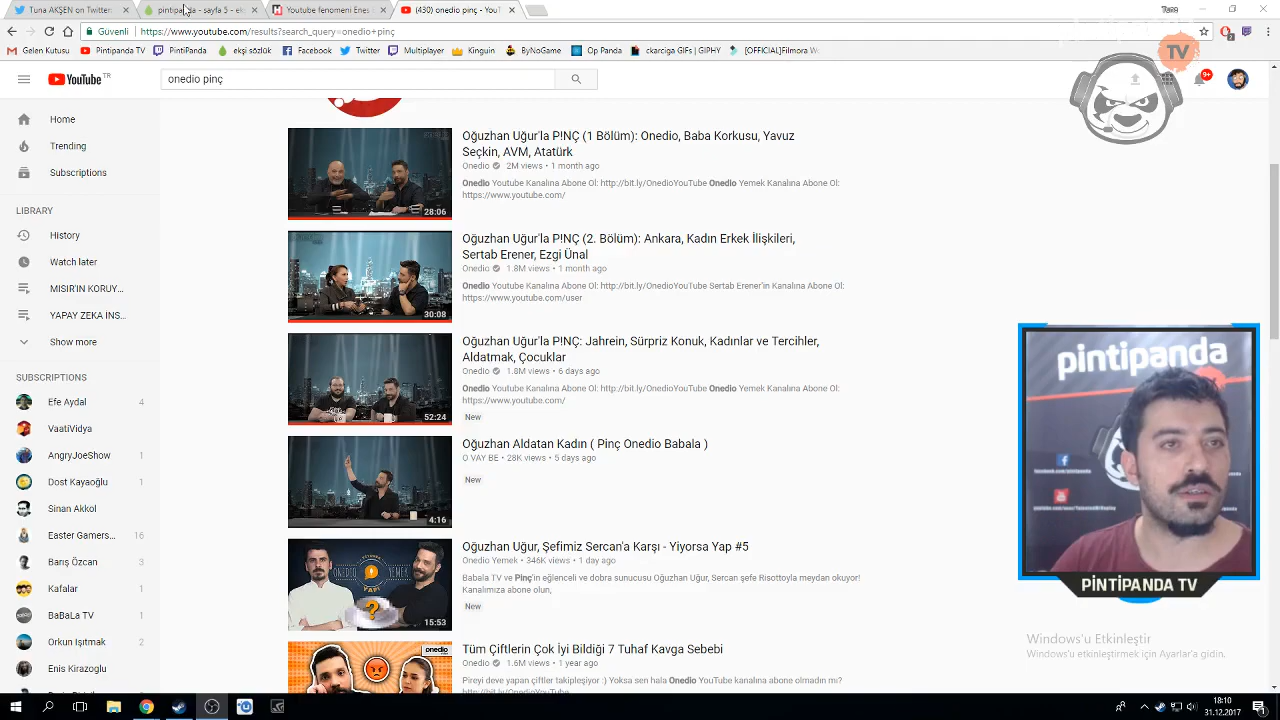 Tuna AKŞEN on Twitter:
pintipanda - sayfa 5 - ek
Youtube fenomeni Enes
(430) onedio pinç - YouT
Güvenli
https://www.youtube.com/results?search_query=onedio+pinç
Gelen Kutusu
Pintipanda TV
PintiPanda
ekşi sözlük
Facebook
Twitter
Multiplayer
Kinguin
ByNoGame
Op Panda
ckarciga GIFs | GIPHY
[OFFICIAL]Filmora W
YouTube TR
onedio pinç
9+
TV
Home
Trending
Subscriptions
LIBRARY
History
Watch later
MISIR'IN KORUY...
Show more
SUBSCRIPTIONS
Efe Aydal 4
VaatiVidya
AngryJoeShow 1
Dost Kayaoğlu 1
Sinan Akkol
Easter Gamers... 16
Barış Özcan 3
Kafalar
BaBaLa TV 1
Orkun Işıtmak 2
Enis Kirazoglu
28:06
Oğuzhan Uğur'la P!NÇ (1 Bölüm): Onedio, Baba Korkusu, Yavuz
Seçkin, AVM, Atatürk
Onedio 2M views • 1 month ago
Onedio Youtube Kanalına Abone Ol: http://bit.ly/OnedioYouTube Onedio Yemek Kanalına Abone Ol:
https://www.youtube.com/
30:08
Oğuzhan Uğur'la P!NÇ (2. Bölüm): Ankara, Kadın Erkek İlişkileri,
Sertab Erener, Ezgi Ünal
Onedio 1.8M views • 1 month ago
Onedio Youtube Kanalına Abone Ol: http://bit.ly/OnedioYouTube Sertab Erener'in Kanalına Abone Ol:
https://www.youtube.com/user
52:24
Oğuzhan Uğur'la P!NÇ: Jahrein, Sürpriz Konuk, Kadınlar ve Tercihler,
Aldatmak, Çocuklar
Onedio 1.8M views • 6 days ago
Onedio Youtube Kanalına Abone Ol: http://bit.ly/OnedioYouTube Onedio Yemek Kanalına Abone Ol:
https://www.youtube.com/
New
4:16
Oğuzhan Aldatan Kadın ( Pinç Onedio Babala )
O VAY BE • 28K views • 5 days ago
New
ONEDIO YEMEK
YAP!
?
15:53
Oğuzhan Uğur, Şefimiz Sercan'a Karşı - Yiyorsa Yap #5
Onedio Yemek • 346K views • 1 day ago
Babala TV ve Pinç'in eğlenceli ve dobra sunucusu Oğuzhan Uğur, Sercan şefe Risottoyla meydan okuyor!
Kanalımıza abone olun,
New
onedio
Tüm Çiftlerin Çok İyi Bildiği 7 Tuhaf Kavga Sebebi
Onedio 1.6M views • 1 year ago
Pireyi deve yapan çiftler takipleşiyor :) Yoksa sen hala Onedio YouTube kanalına abone olmadın mı?
http://bit.ly/OnedioYouTube
pintipanda
PİNTİPANDA TV
Windows'u Etkinleştir
Windows'u etkinleştirmek için Ayarlar'a gidin.
18:10
31.12.2017